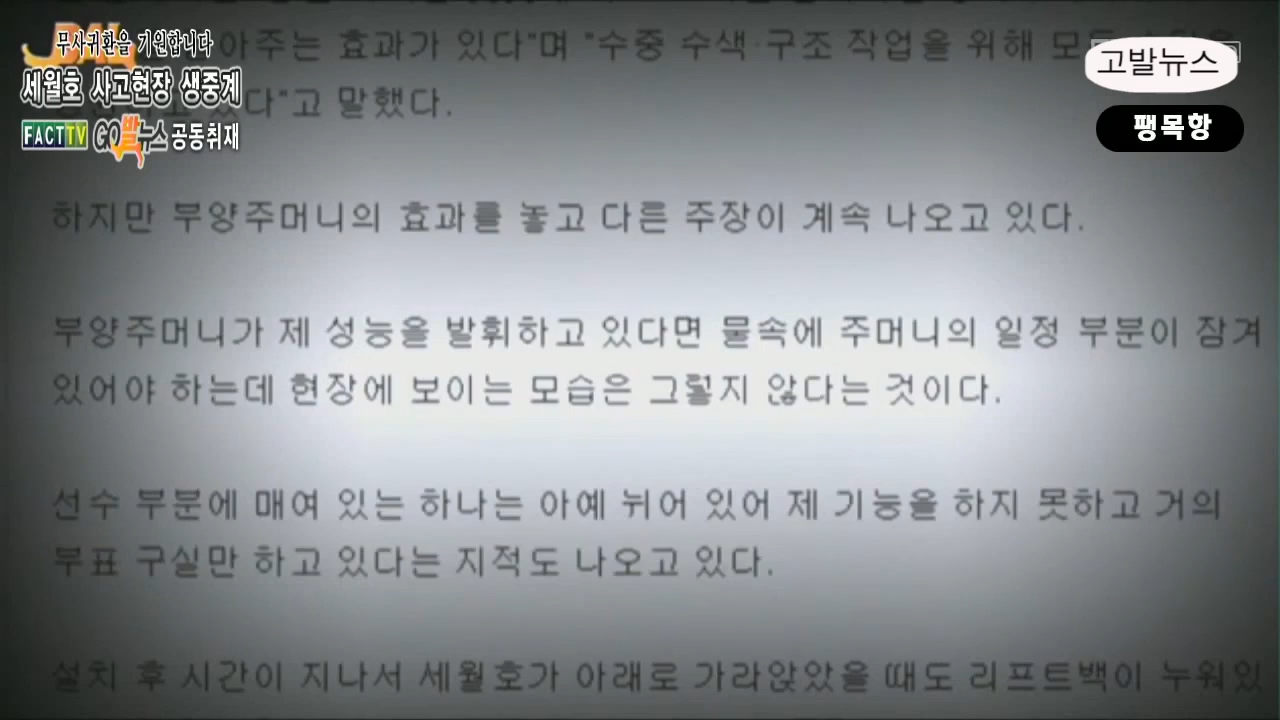 무사귀환을 기원합니다
세월호 사고현장 생중계
FACTTV GO발뉴스 공동취재
고발뉴스
팽목항
아주는 효과가 있다"며 "수중 수색·구조 작업을 위해
있다"고 말했다.
하지만 부양주머니의 효과를 놓고 다른 주장이 계속 나오고 있다.
부양주머니가 제 성능을 발휘하고 있다면 물속에 주머니의 일정 부분이 잠겨
있어야 하는데 현장에 보이는 모습은 그렇지 않다는 것이다.
선수 부분에 매여 있는 하나는 아예 뉘어 있어 제 기능을 하지 못하고 거의
부표 구실만 하고 있다는 지적도 나오고 있다.
설치 후 시간이 지나서 세월호가 아래로 가라앉았을 때도 리프트백이 누워있